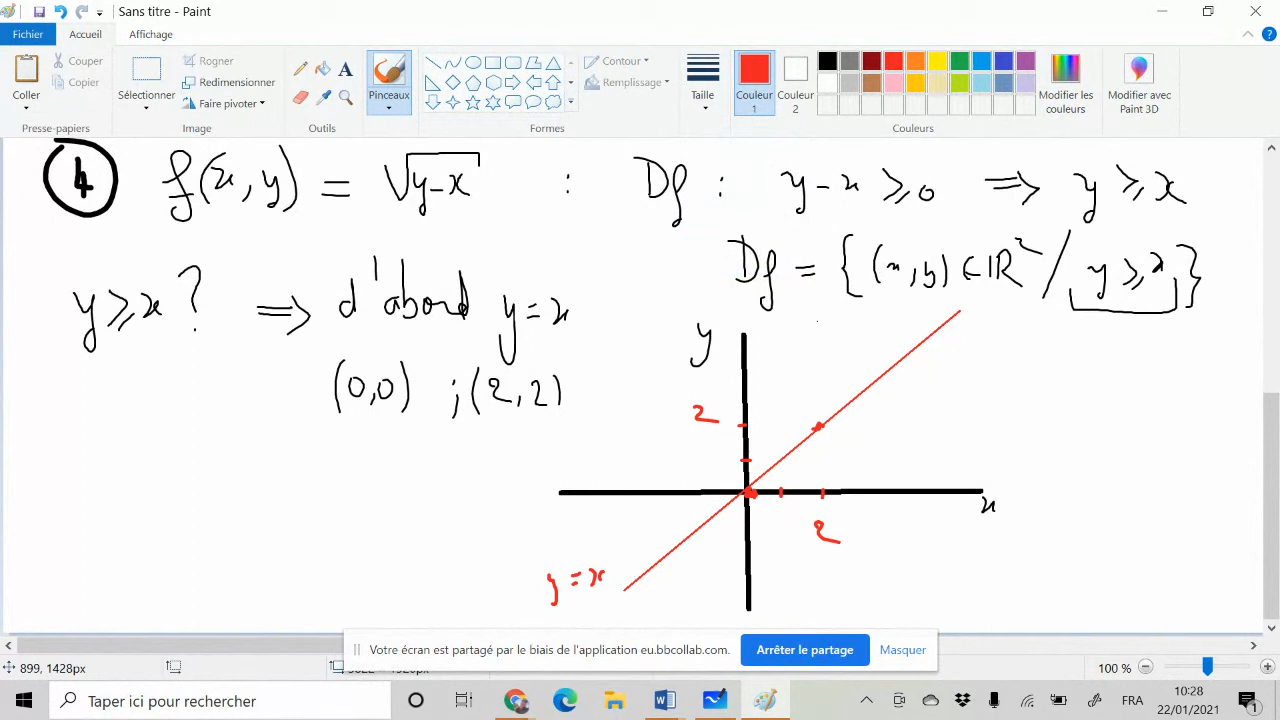 Sans titre - Paint
Fichier Accueil Affichage
Coller
Couper
Copier
Presse-papiers
Sélectionner
Rogner
Redimensionner
Faire pivoter
Image
A
Outils
Pinceaux
Contour
Remplissage
Formes
Taille
Couleur 1
Couleur 2
Modifier les couleurs
Modifier avec Paint 3D
Couleurs
4 f(x,y) = √y-x : Df : y-x ≥ 0 ⟹ y ≥ x
Df = { (x,y) ∈ IR² / y ≥ x }
y ≥ x ? ⟹ d'abord y = x
(0,0) ; (2,2)
y
2
x
2
y = x
Votre écran est partagé par le biais de l'application eu.bbcollab.com. Arrêter le partage Masquer
899, 1428px
100 %
Taper ici pour rechercher
FRA
10:28
22/01/2021
1